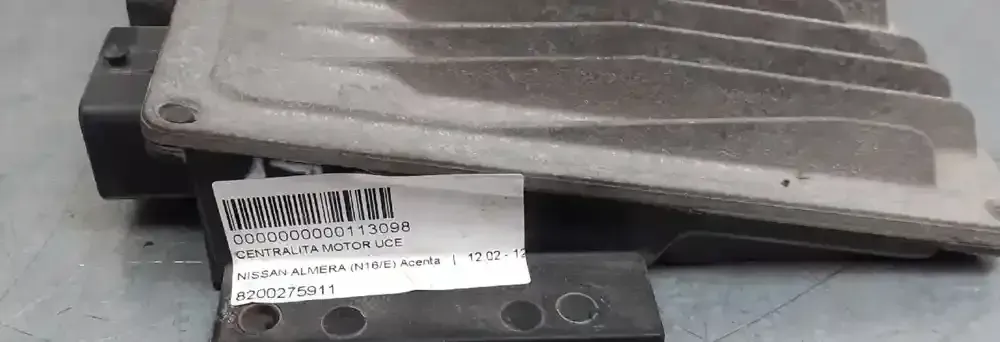 0000000000113098
CENTRALITA MOTOR UCE
NISSAN ALMERA (N16/E) Acenta | 12.02 - 12
8200275911